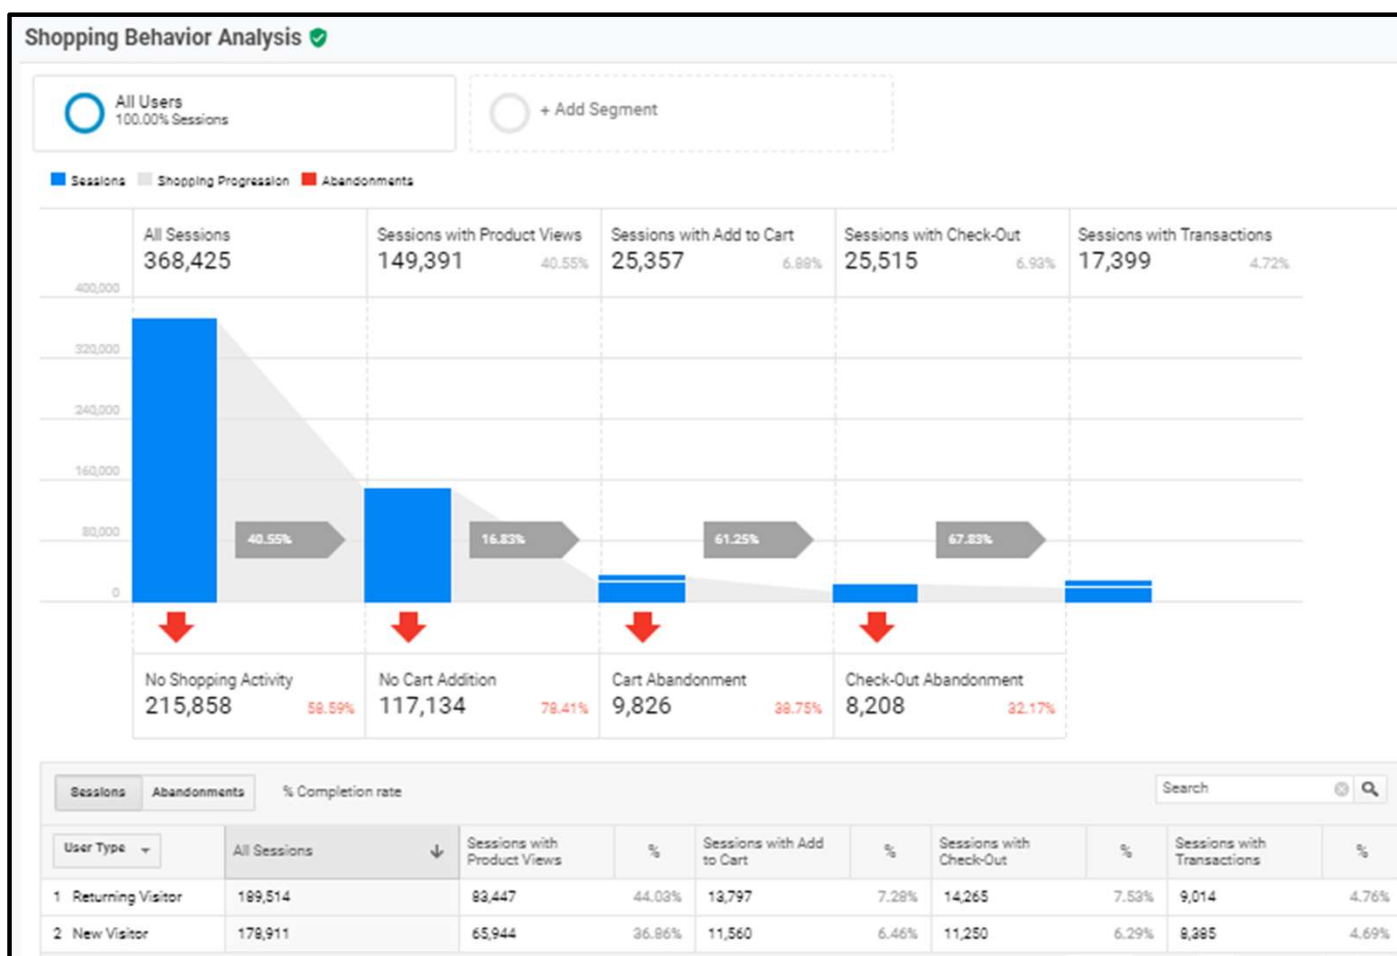 Shopping Behavior Analysis
All Users
100.00% Sessions
+ Add Segment
Sessions Shopping Progression Abandonments
All Sessions
368,425
Sessions with Product Views
149,391 40.55%
Sessions with Add to Cart
25,357 6.88%
Sessions with Check-Out
25,515 6.93%
Sessions with Transactions
17,399 4.72%
400,000
320,000
240,000
160,000
80,000
0
40.55% 16.83% 61.25% 67.83%
No Shopping Activity
215,858 58.59%
No Cart Addition
117,134 78.41%
Cart Abandonment
9,826 38.75%
Check-Out Abandonment
8,208 32.17%
Sessions Abandonments % Completion rate Search
User Type All Sessions Sessions with Product Views % Sessions with Add to Cart % Sessions with Check-Out % Sessions with Transactions %
1 Returning Visitor 189,514 83,447 44.03% 13,797 7.28% 14,265 7.53% 9,014 4.76%
2 New Visitor 178,911 65,944 36.86% 11,560 6.46% 11,250 6.29% 8,385 4.69%